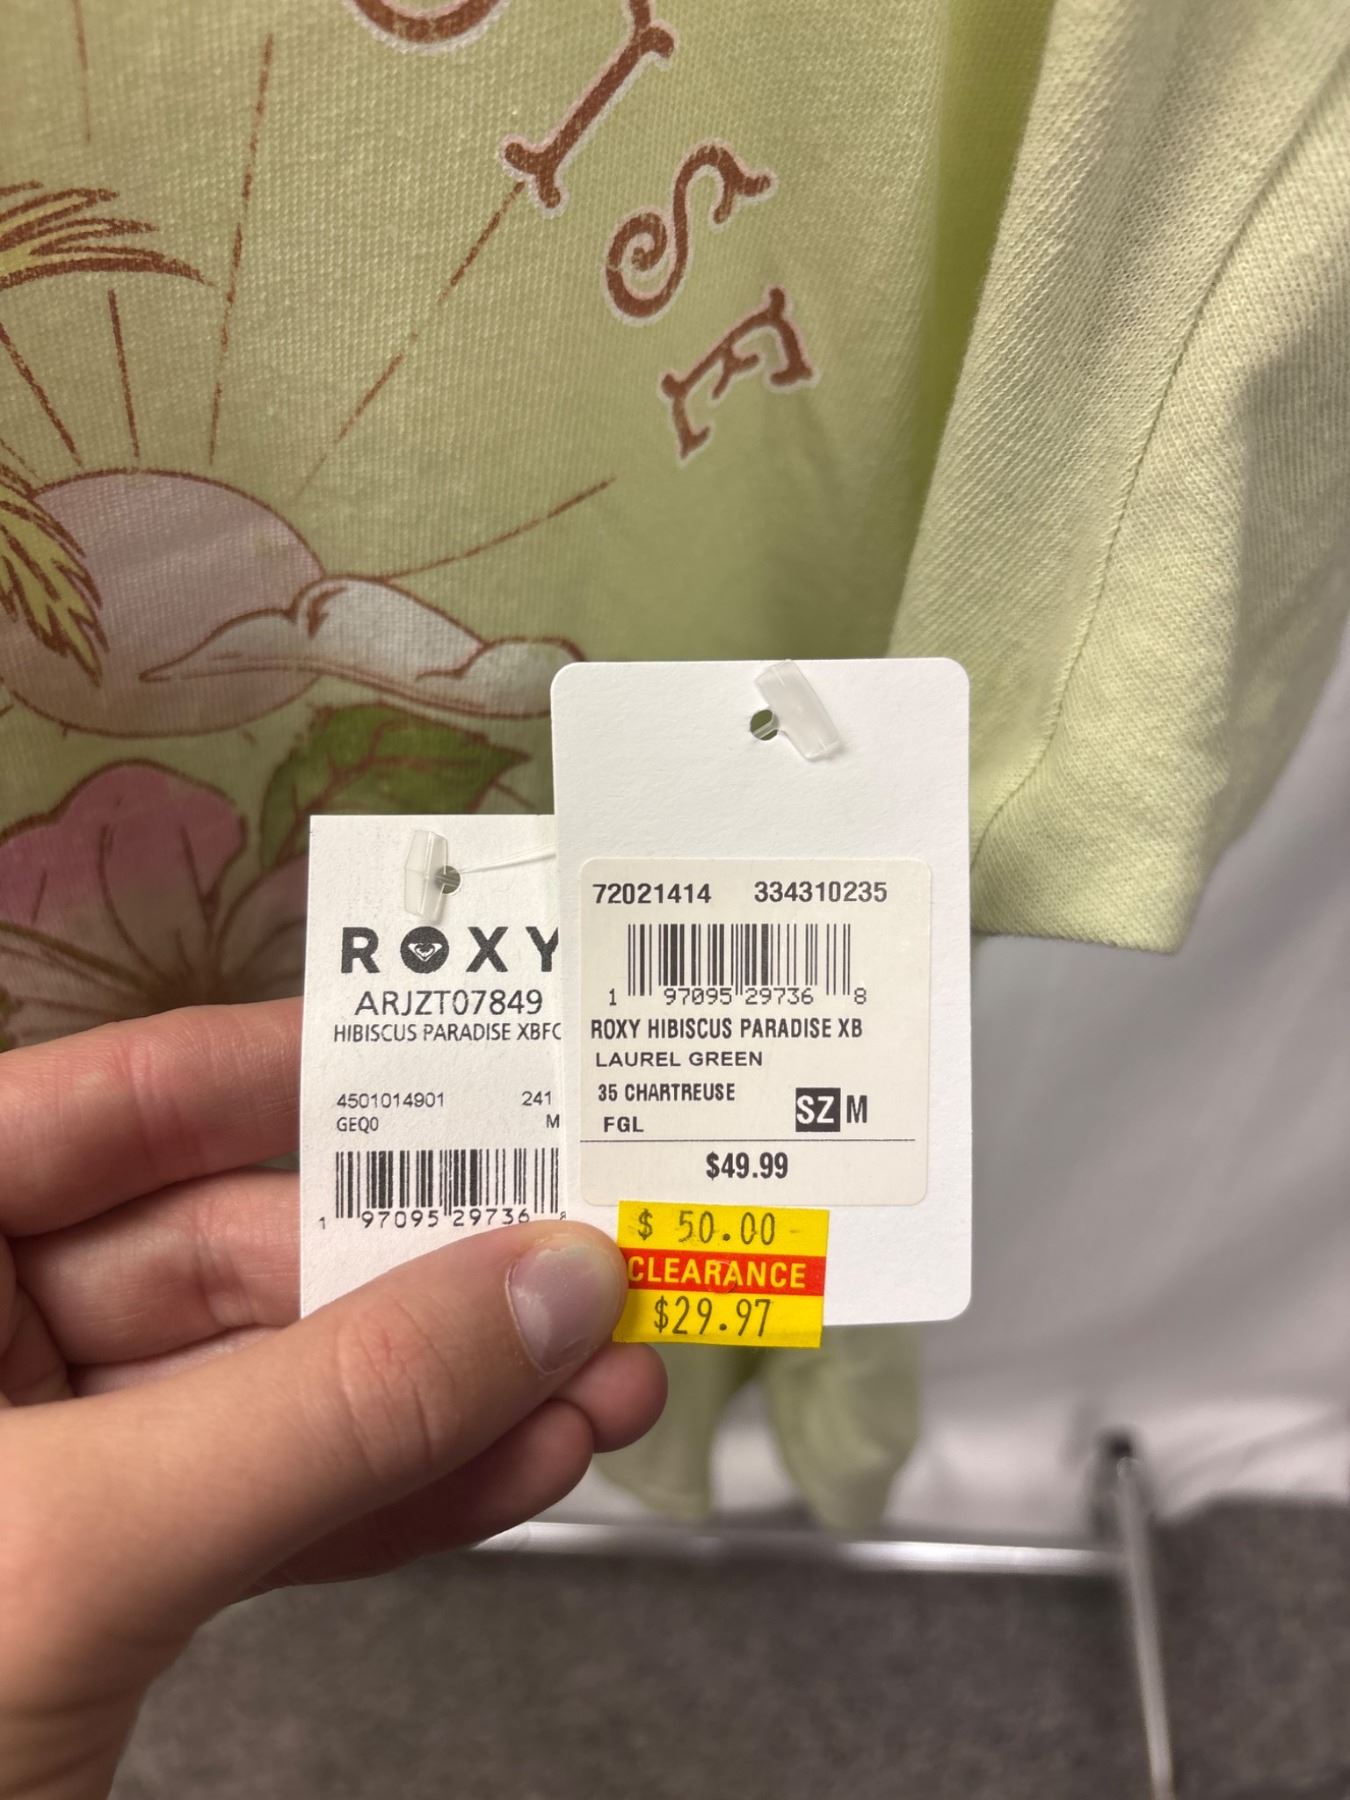 ISE
ROXY
ARJZT07849
HIBISCUS PARADISE XBFC
4501014901 241
GEQ0 M
1 97095 29736 8
72021414 334310235
1 97095 29736 8
ROXY HIBISCUS PARADISE XB
LAUREL GREEN
35 CHARTREUSE
FGL SZ M
$49.99
$ 50.00
CLEARANCE
$29.97